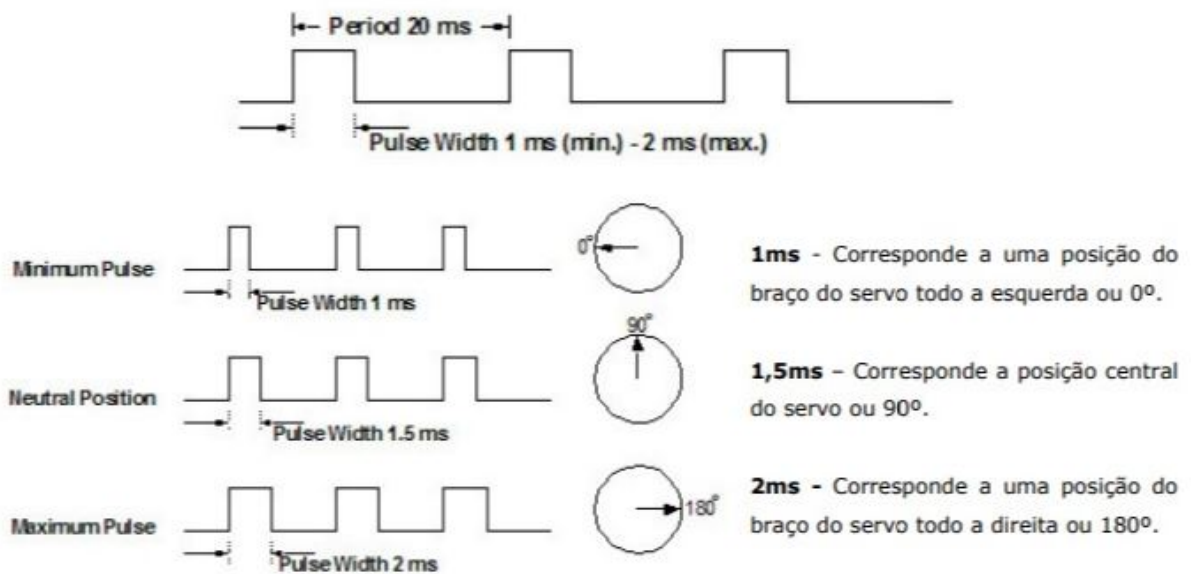 Period 20 ms
Pulse Width 1 ms (min.) - 2 ms (max.)
Minimum Pulse
Pulse Width 1 ms
0°
1ms - Corresponde a uma posição do
braço do servo todo a esquerda ou 0º.
Neutral Position
Pulse Width 1.5 ms
90°
1,5ms – Corresponde a posição central
do servo ou 90º.
Maximum Pulse
Pulse Width 2 ms
180°
2ms - Corresponde a uma posição do
braço do servo todo a direita ou 180º.